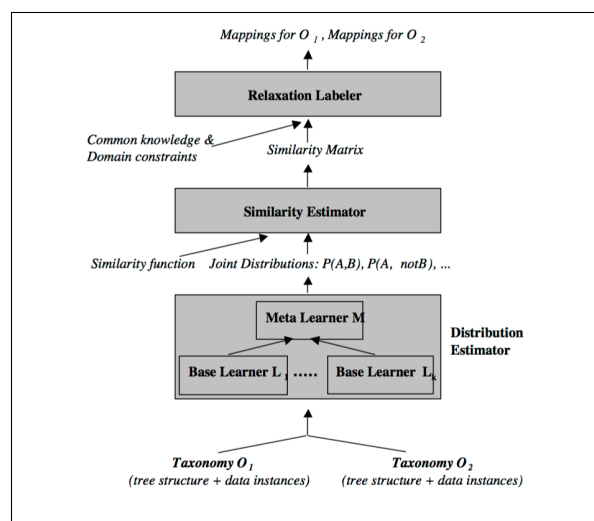 Mappings for O 1 , Mappings for O 2
Relaxation Labeler
Common knowledge &
Domain constraints
Similarity Matrix
Similarity Estimator
Similarity function Joint Distributions: P(A,B), P(A, notB), ...
Meta Learner M
Distribution
Estimator
Base Learner L 1 ..... Base Learner L k
Taxonomy O1 Taxonomy O2
(tree structure + data instances) (tree structure + data instances)